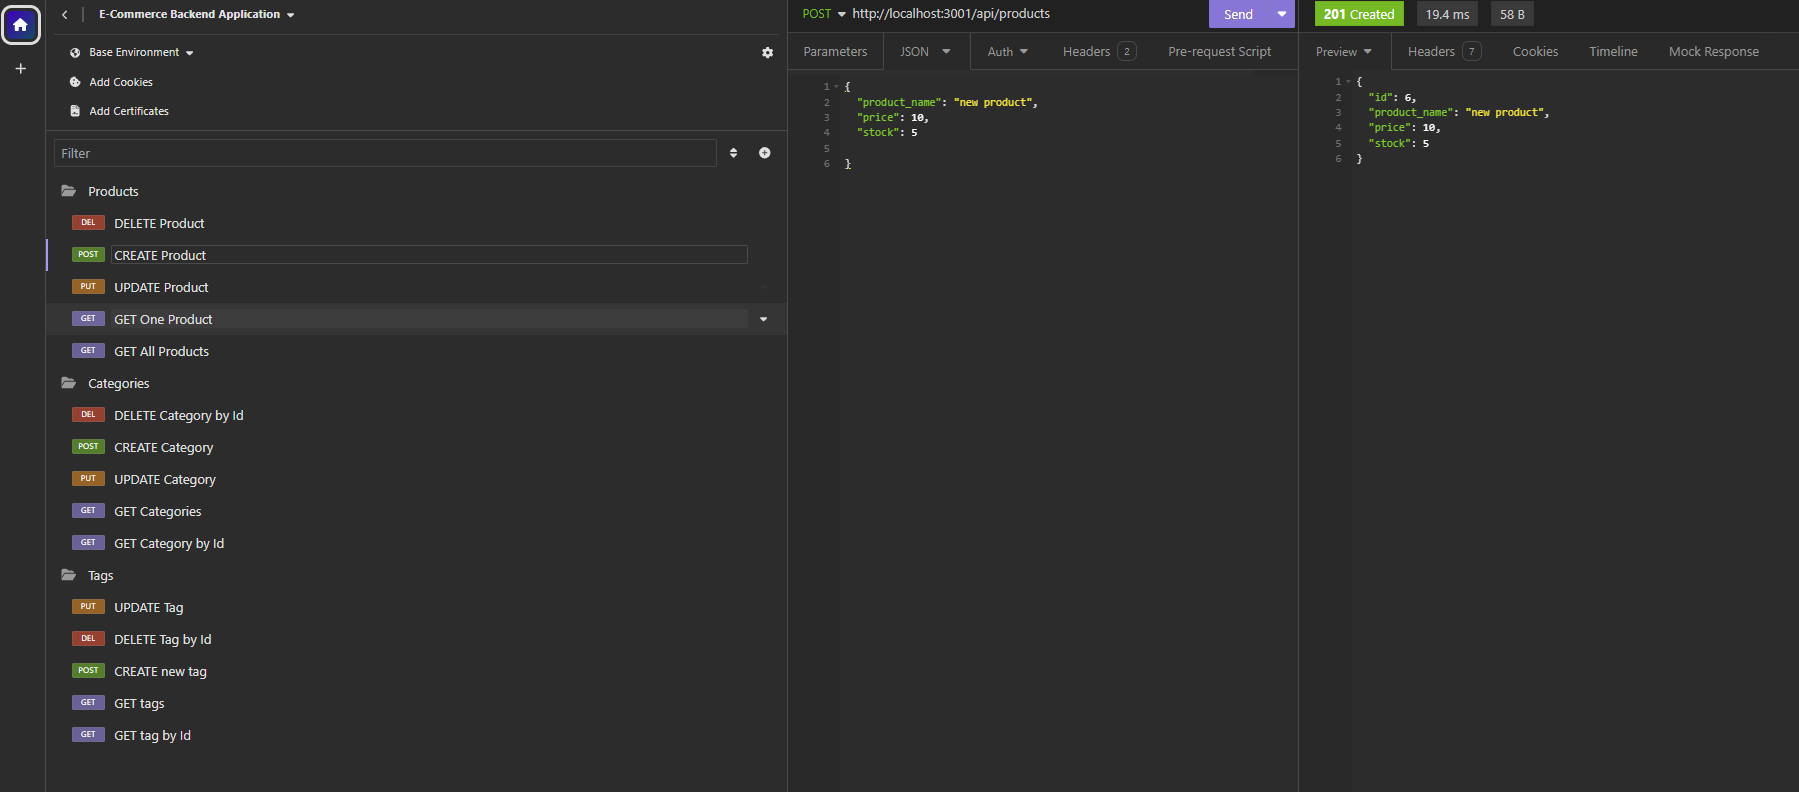 E-Commerce Backend Application
Base Environment
Add Cookies
Add Certificates
Filter
Products
DEL DELETE Product
POST CREATE Product
PUT UPDATE Product
GET GET One Product
GET GET All Products
Categories
DEL DELETE Category by Id
POST CREATE Category
PUT UPDATE Category
GET GET Categories
GET GET Category by Id
Tags
PUT UPDATE Tag
DEL DELETE Tag by Id
POST CREATE new tag
GET GET tags
GET GET tag by Id
POST http://localhost:3001/api/products Send
Parameters JSON Auth Headers 2 Pre-request Script
1 {
2 "product_name": "new product",
3 "price": 10,
4 "stock": 5
5
6 }
201 Created 19.4 ms 58 B
Preview Headers 7 Cookies Timeline Mock Response
1 {
2 "id": 6,
3 "product_name": "new product",
4 "price": 10,
5 "stock": 5
6 }